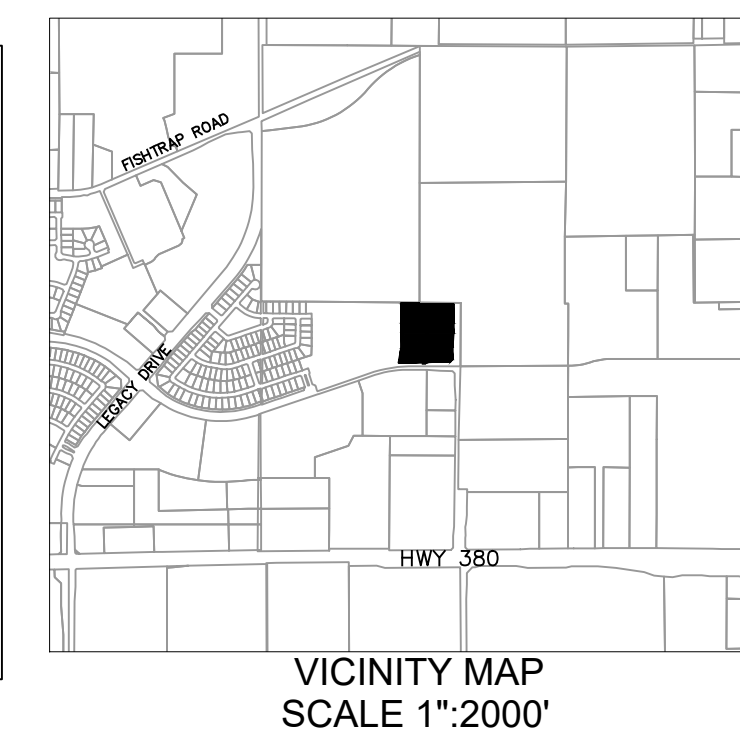 FISHTRAP ROAD
LEGACY DRIVE
HWY 380
VICINITY MAP
SCALE 1":2000'